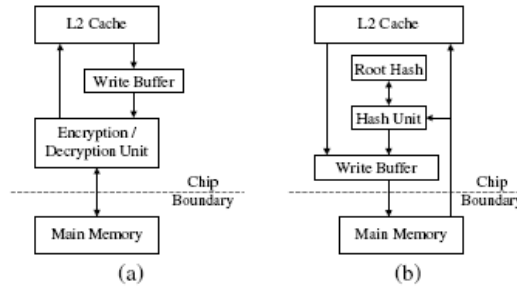 L2 Cache
Write Buffer
Encryption /
Decryption Unit
Chip
Boundary
Main Memory
(a)
L2 Cache
Root Hash
Hash Unit
Write Buffer
Chip
Boundary
Main Memory
(b)